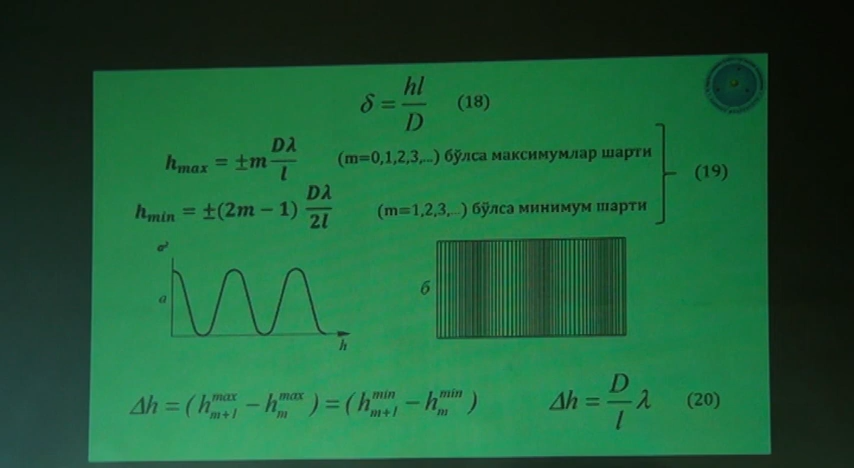 δ = hl/D (18)
h_max = ±m Dλ/l (m=0,1,2,3,...) бўлса максимумлар шарти
(19)
h_min = ±(2m − 1) Dλ/2l (m=1,2,3,...) бўлса минимум шарти
a²
а
h
б
Δh = (h_{m+1}^{max} − h_m^{max}) = (h_{m+1}^{min} − h_m^{min}) Δh = D/l λ (20)